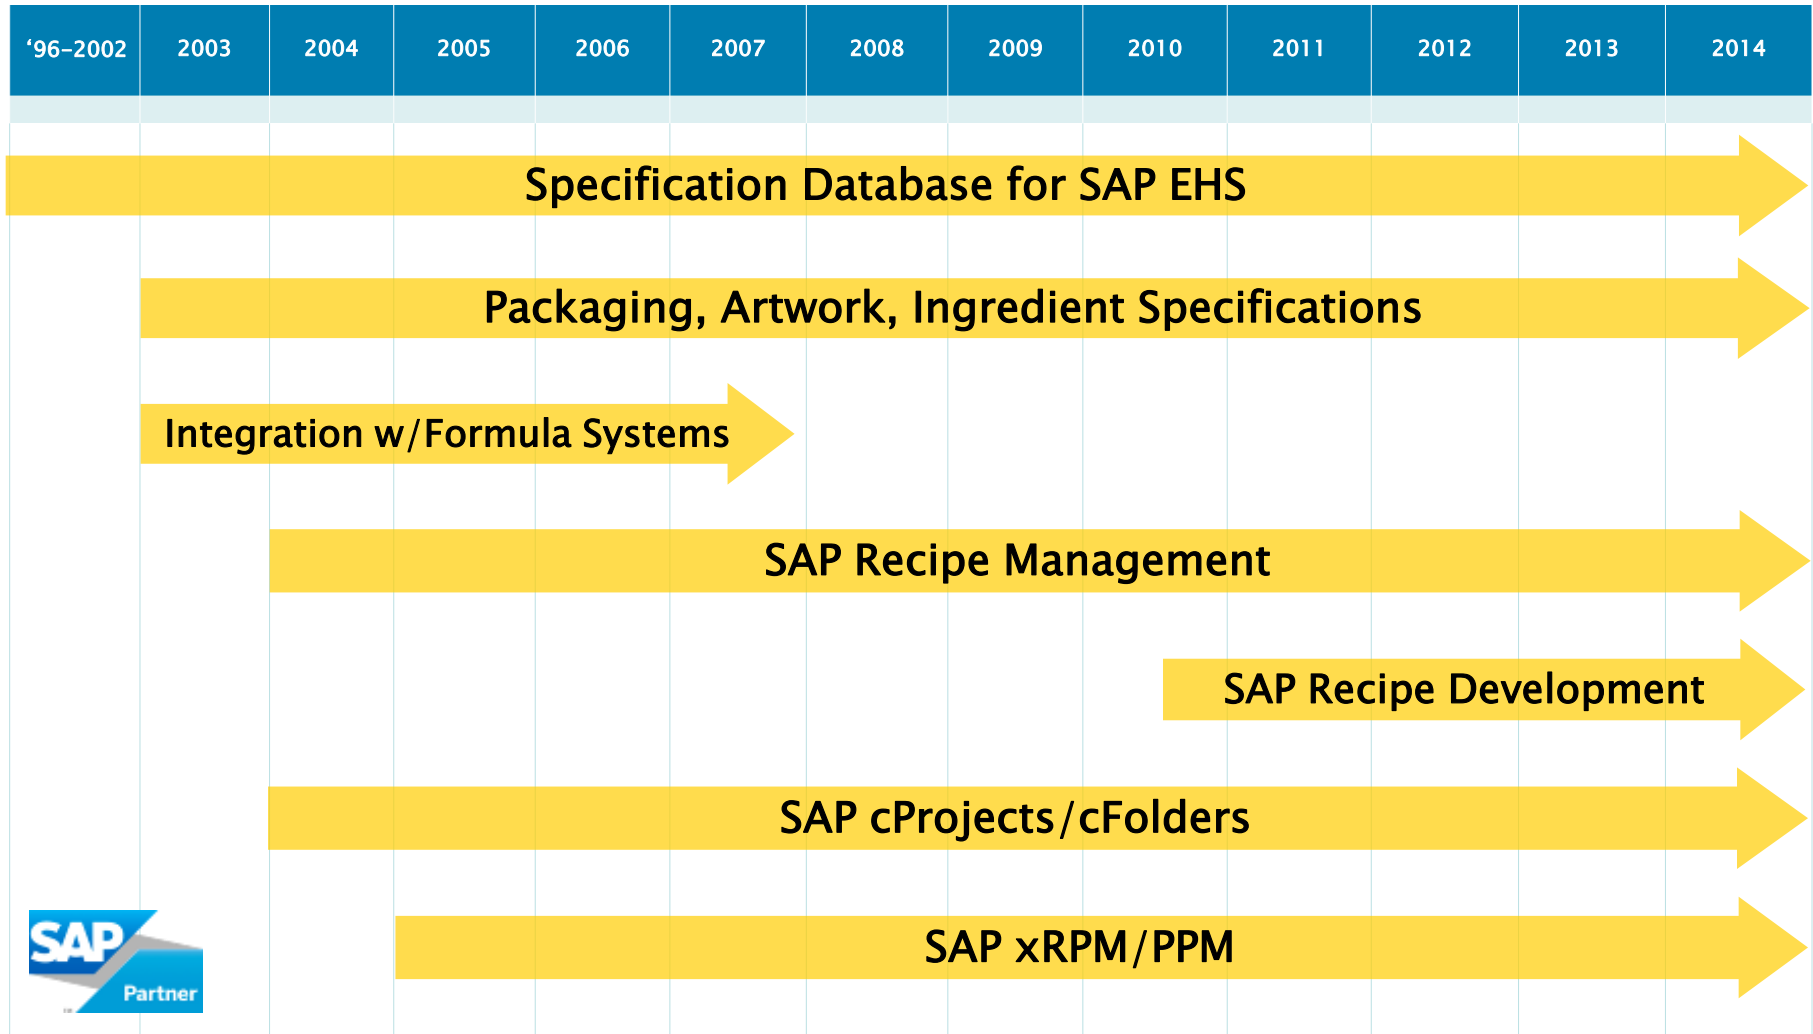 ‘96-2002 2003 2004 2005 2006 2007 2008 2009 2010 2011 2012 2013 2014
Specification Database for SAP EHS
Packaging, Artwork, Ingredient Specifications
Integration w/Formula Systems
SAP Recipe Management
SAP Recipe Development
SAP cProjects/cFolders
SAP xRPM/PPM
SAP
Partner